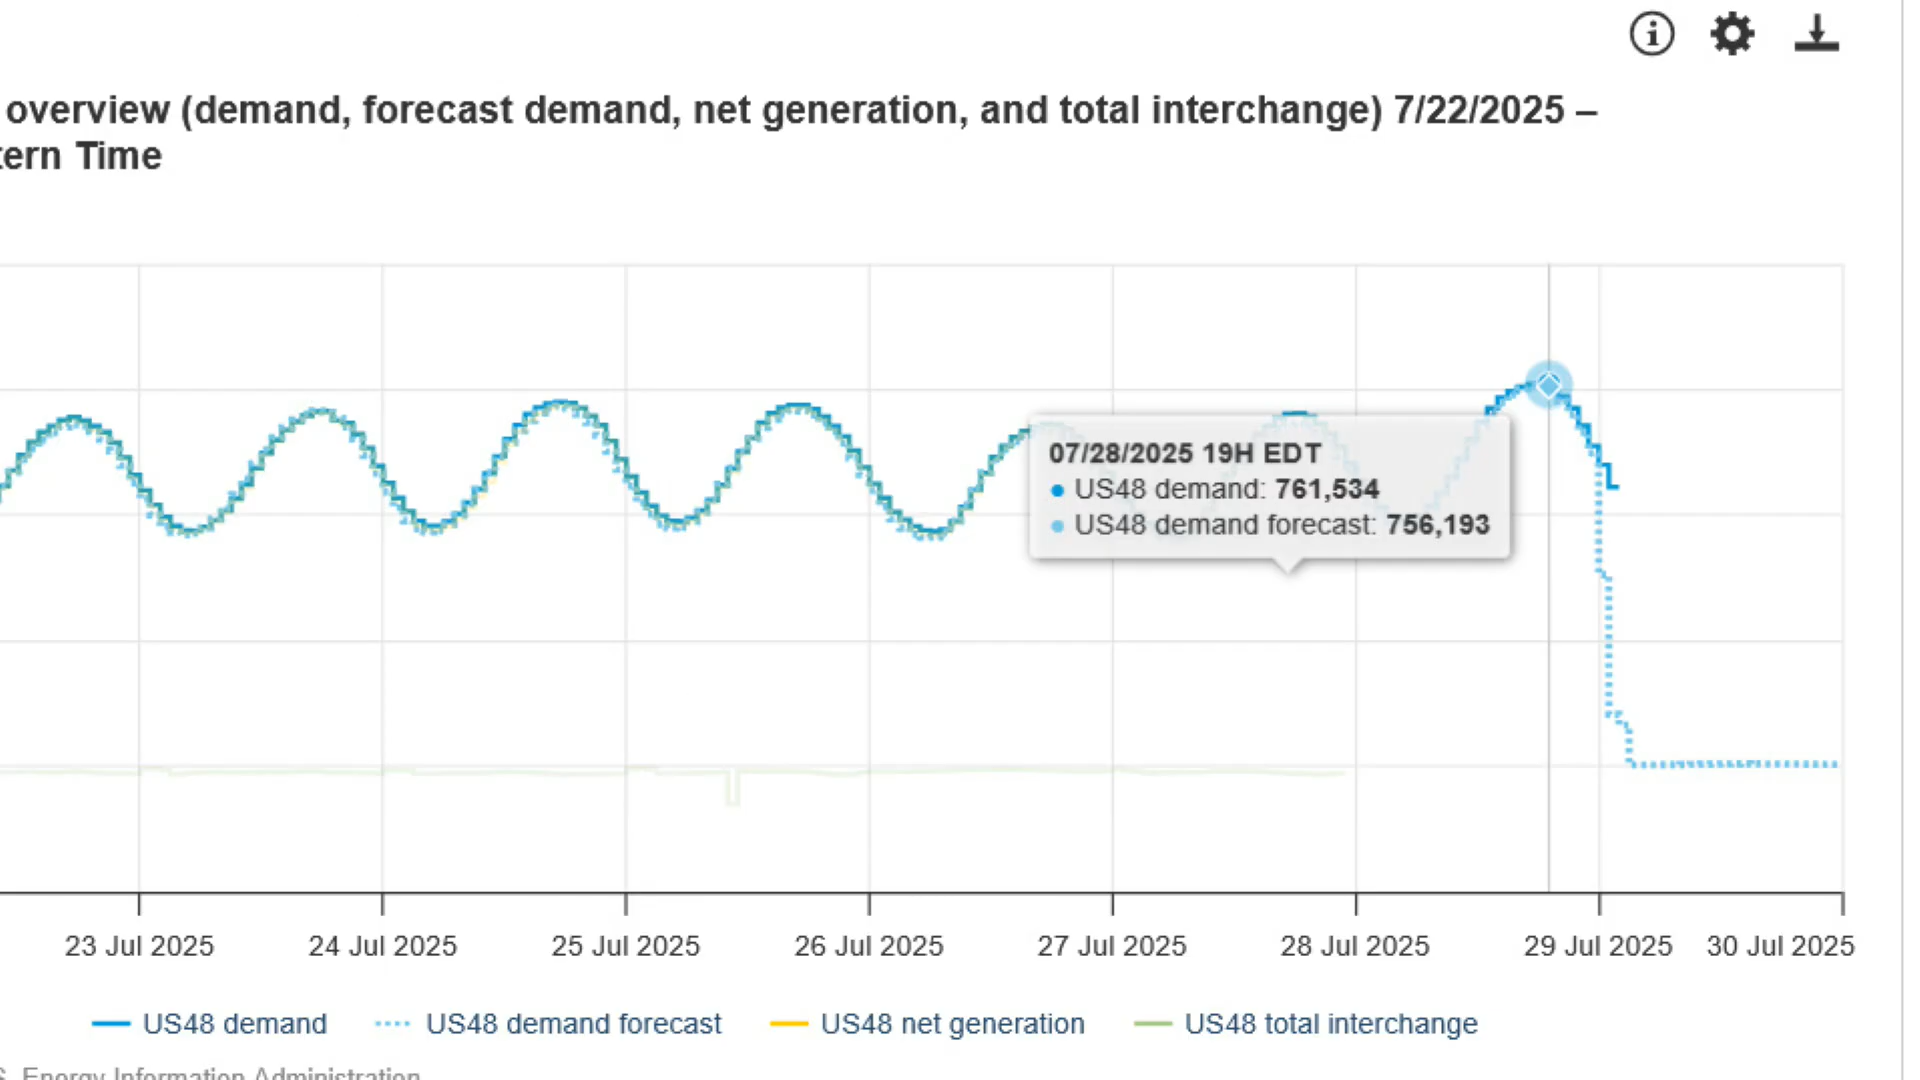 overview (demand, forecast demand, net generation, and total interchange) 7/22/2025 –
tern Time
07/28/2025 19H EDT
US48 demand: 761,534
US48 demand forecast: 756,193
23 Jul 2025
24 Jul 2025
25 Jul 2025
26 Jul 2025
27 Jul 2025
28 Jul 2025
29 Jul 2025
30 Jul 2025
US48 demand
US48 demand forecast
US48 net generation
US48 total interchange
S. Energy Information Administration